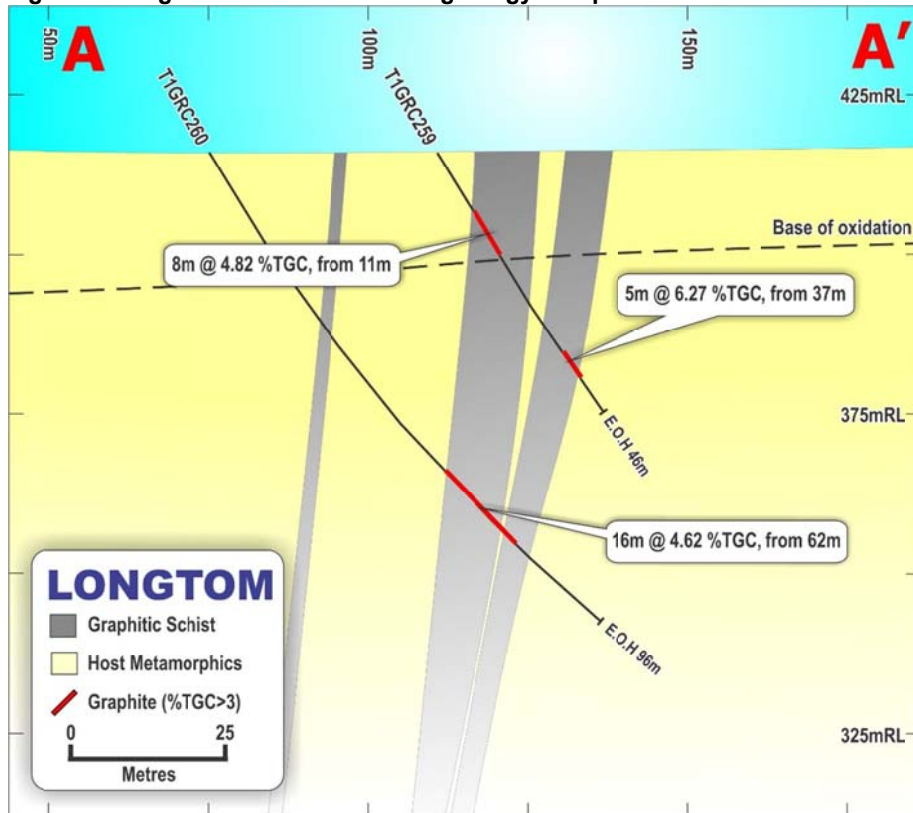 50m
100m
150m
A
A'
T1GRC260
T1GRC259
425mRL
Base of oxidation
8m @ 4.82 %TGC, from 11m
5m @ 6.27 %TGC, from 37m
375mRL
E.O.H 46m
16m @ 4.62 %TGC, from 62m
LONGTOM
Graphitic Schist
Host Metamorphics
Graphite (%TGC>3)
0 25
Metres
E.O.H 96m
325mRL